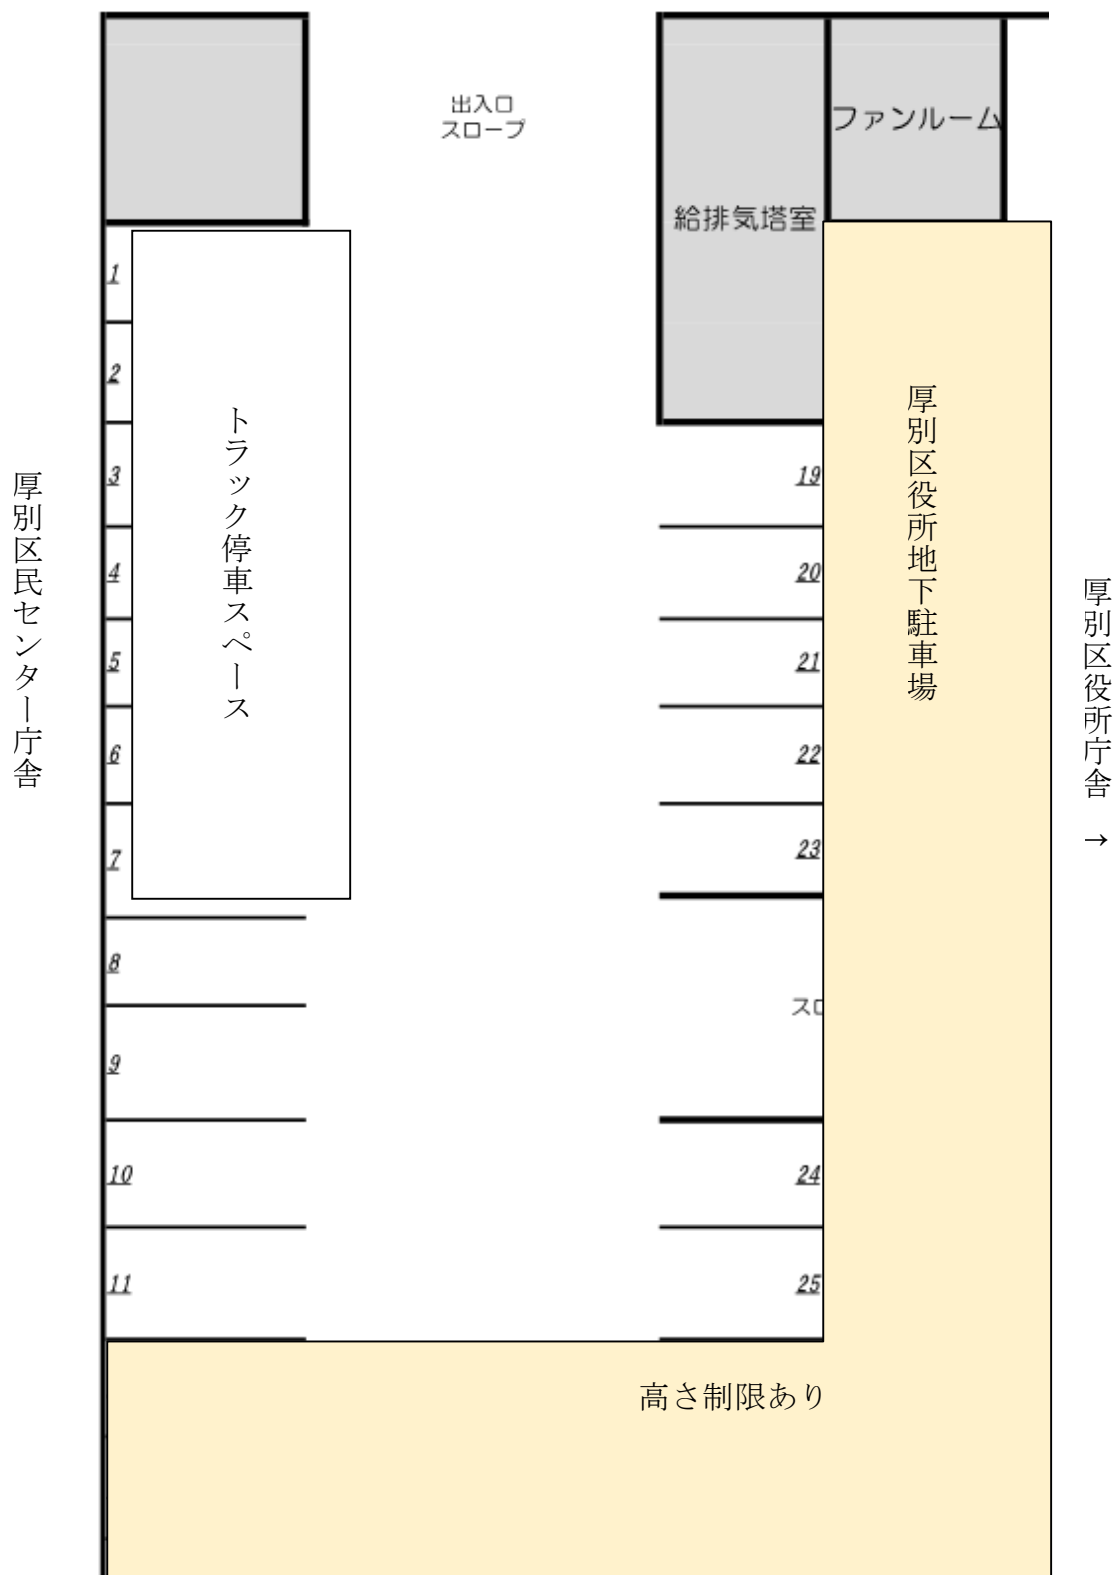 出入口
スロープ
ファンルーム
給排気塔室
1
2
3
4
5
6
7
8
9
10
11
トラック停車スペース
厚別区民センター庁舎
19
20
21
22
23
スロ
24
25
厚別区役所地下駐車場
厚別区役所庁舎 →
高さ制限あり